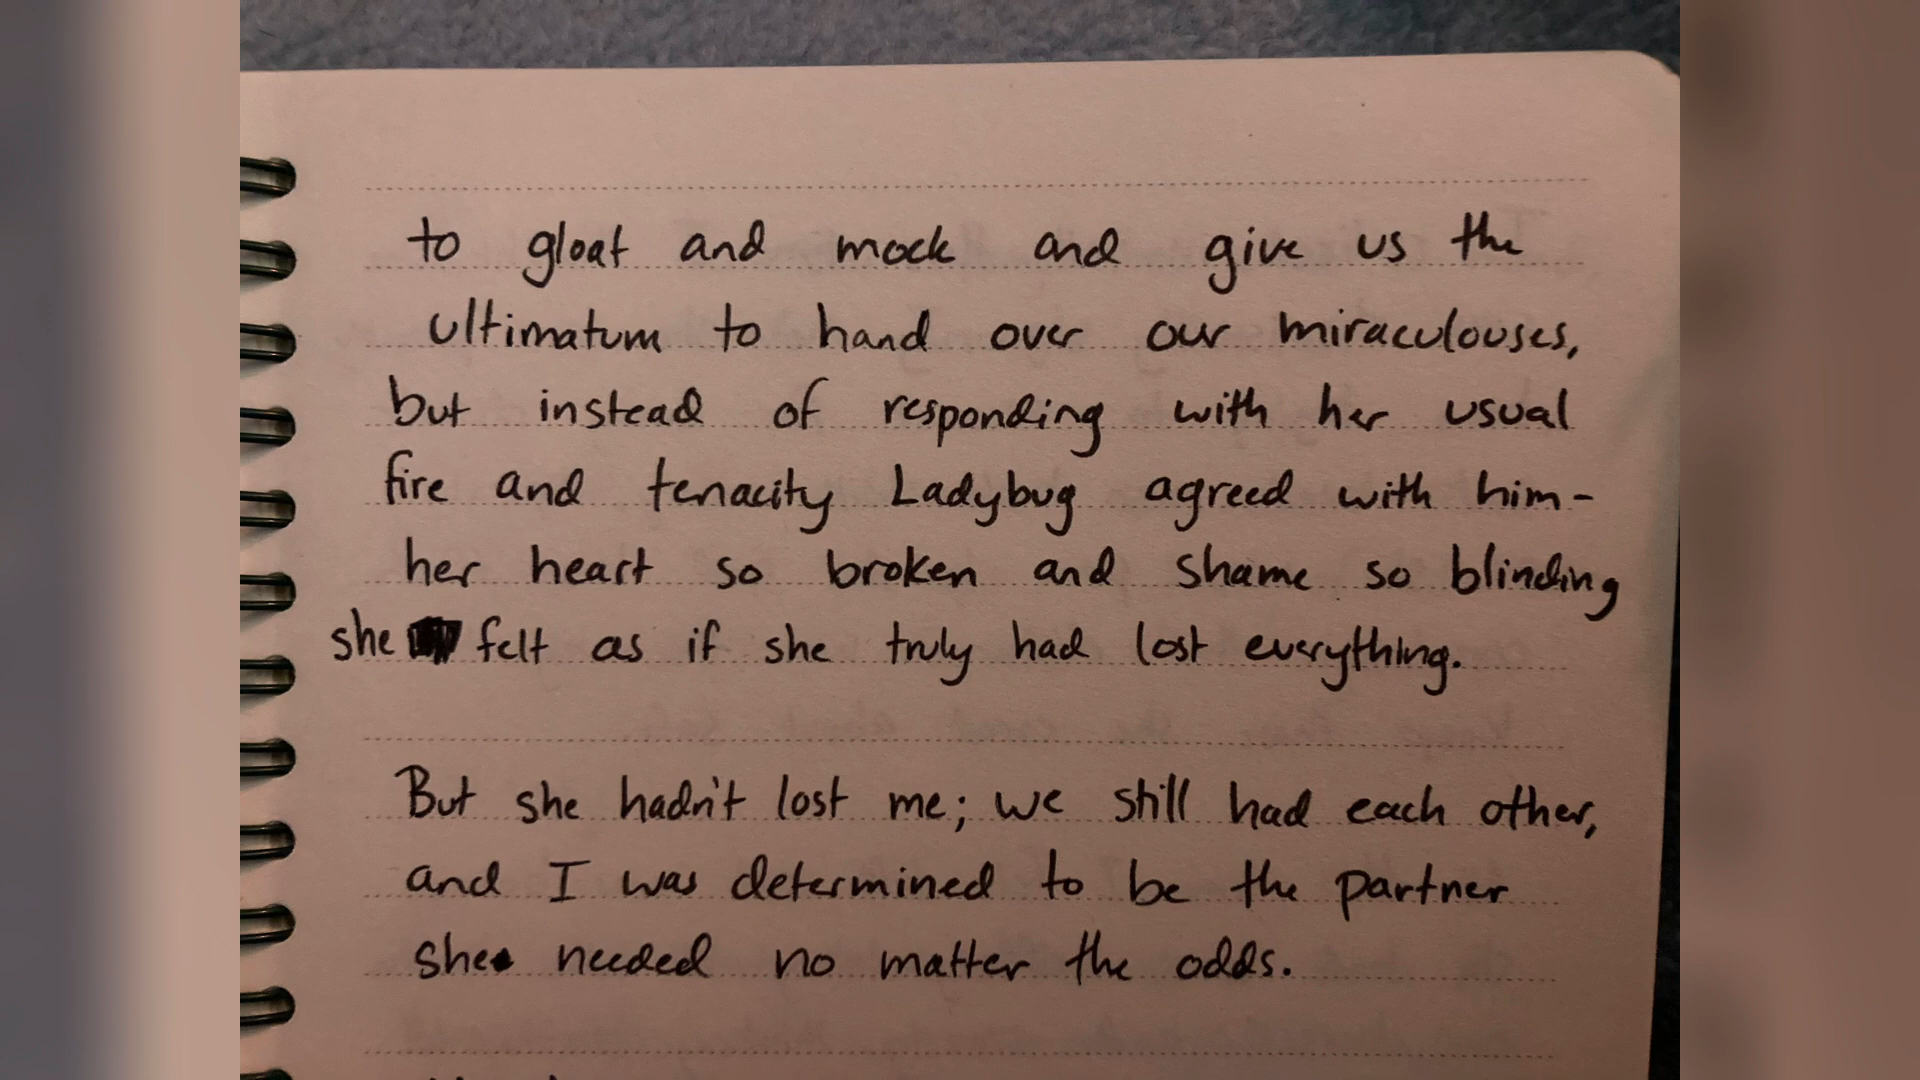 to gloat and mock and give us the
ultimatum to hand over our miraculouses,
but instead of responding with her usual
fire and tenacity Ladybug agreed with him-
her heart so broken and shame so blinding
she felt as if she truly had lost everything.
But she hadn't lost me; we still had each other,
and I was determined to be the partner
she needed no matter the odds.